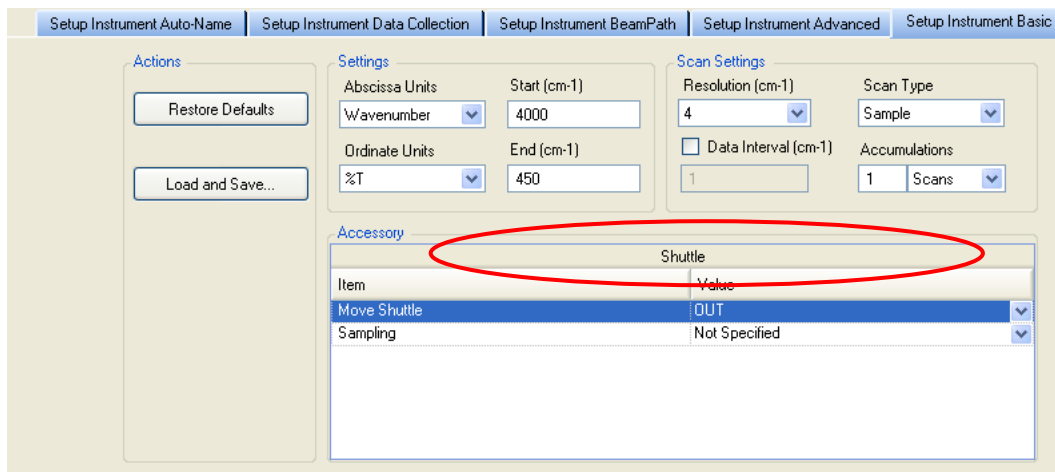 Setup Instrument Auto-Name
Setup Instrument Data Collection
Setup Instrument BeamPath
Setup Instrument Advanced
Setup Instrument Basic
Actions
Restore Defaults
Load and Save...
Settings
Abscissa Units
Start (cm-1)
Wavenumber
4000
Ordinate Units
End (cm-1)
%T
450
Scan Settings
Resolution (cm-1)
Scan Type
4
Sample
Data Interval (cm-1)
Accumulations
1
1
Scans
Accessory
Shuttle
Item
Value
Move Shuttle
OUT
Sampling
Not Specified